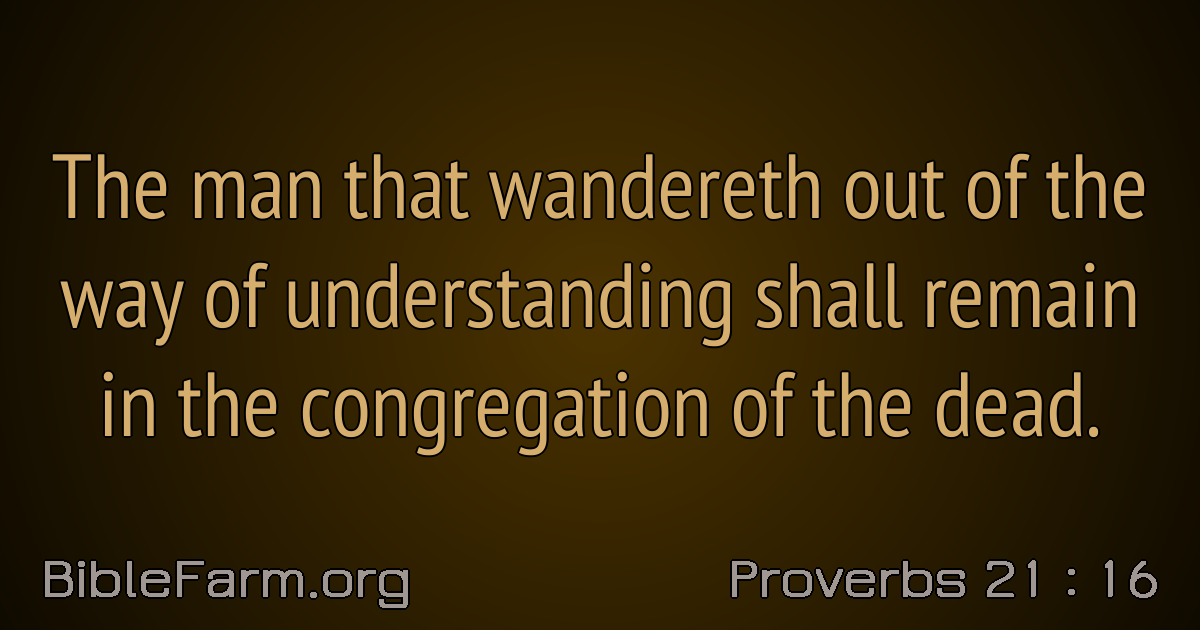 The man that wandereth out of the
way of understanding shall remain
in the congregation of the dead.
BibleFarm.org
Proverbs 21 : 16